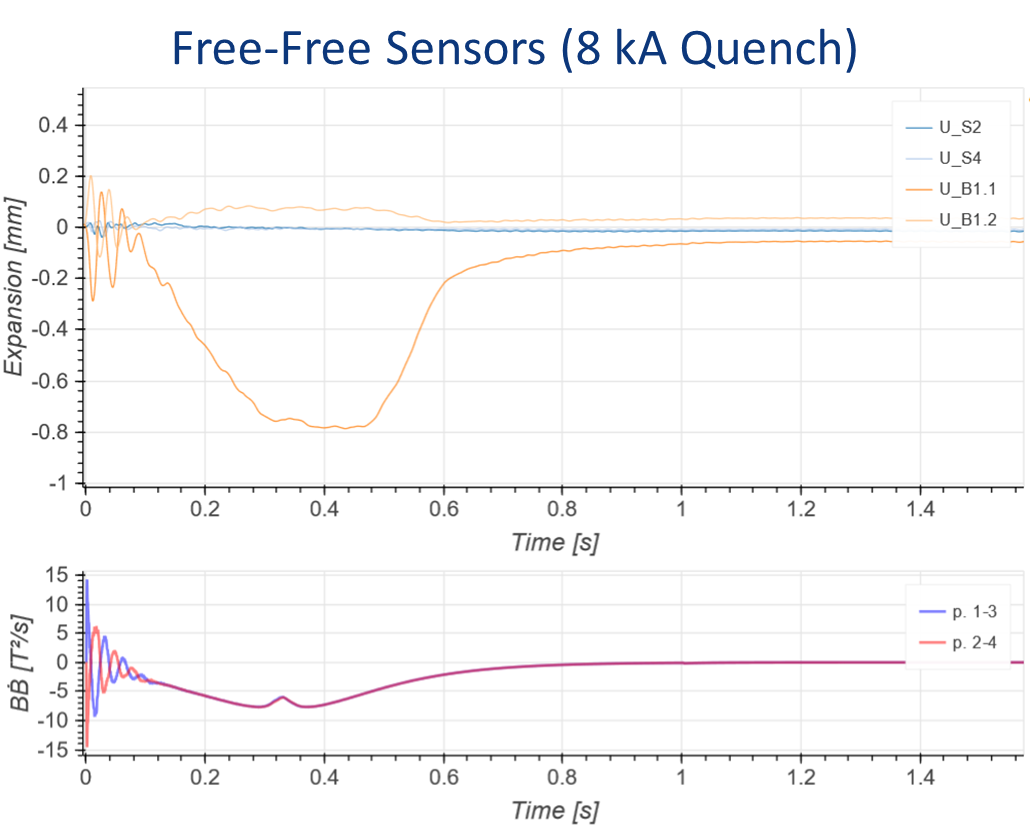 Free-Free Sensors (8 kA Quench)
Expansion [mm]
0.4
0.2
0
-0.2
-0.4
-0.6
-0.8
-1
U_S2
U_S4
U_B1.1
U_B1.2
0 0.2 0.4 0.6 0.8 1 1.2 1.4
Time [s]
BḂ [T²/s]
15
10
5
0
-5
-10
-15
p. 1-3
p. 2-4
0 0.2 0.4 0.6 0.8 1 1.2 1.4
Time [s]